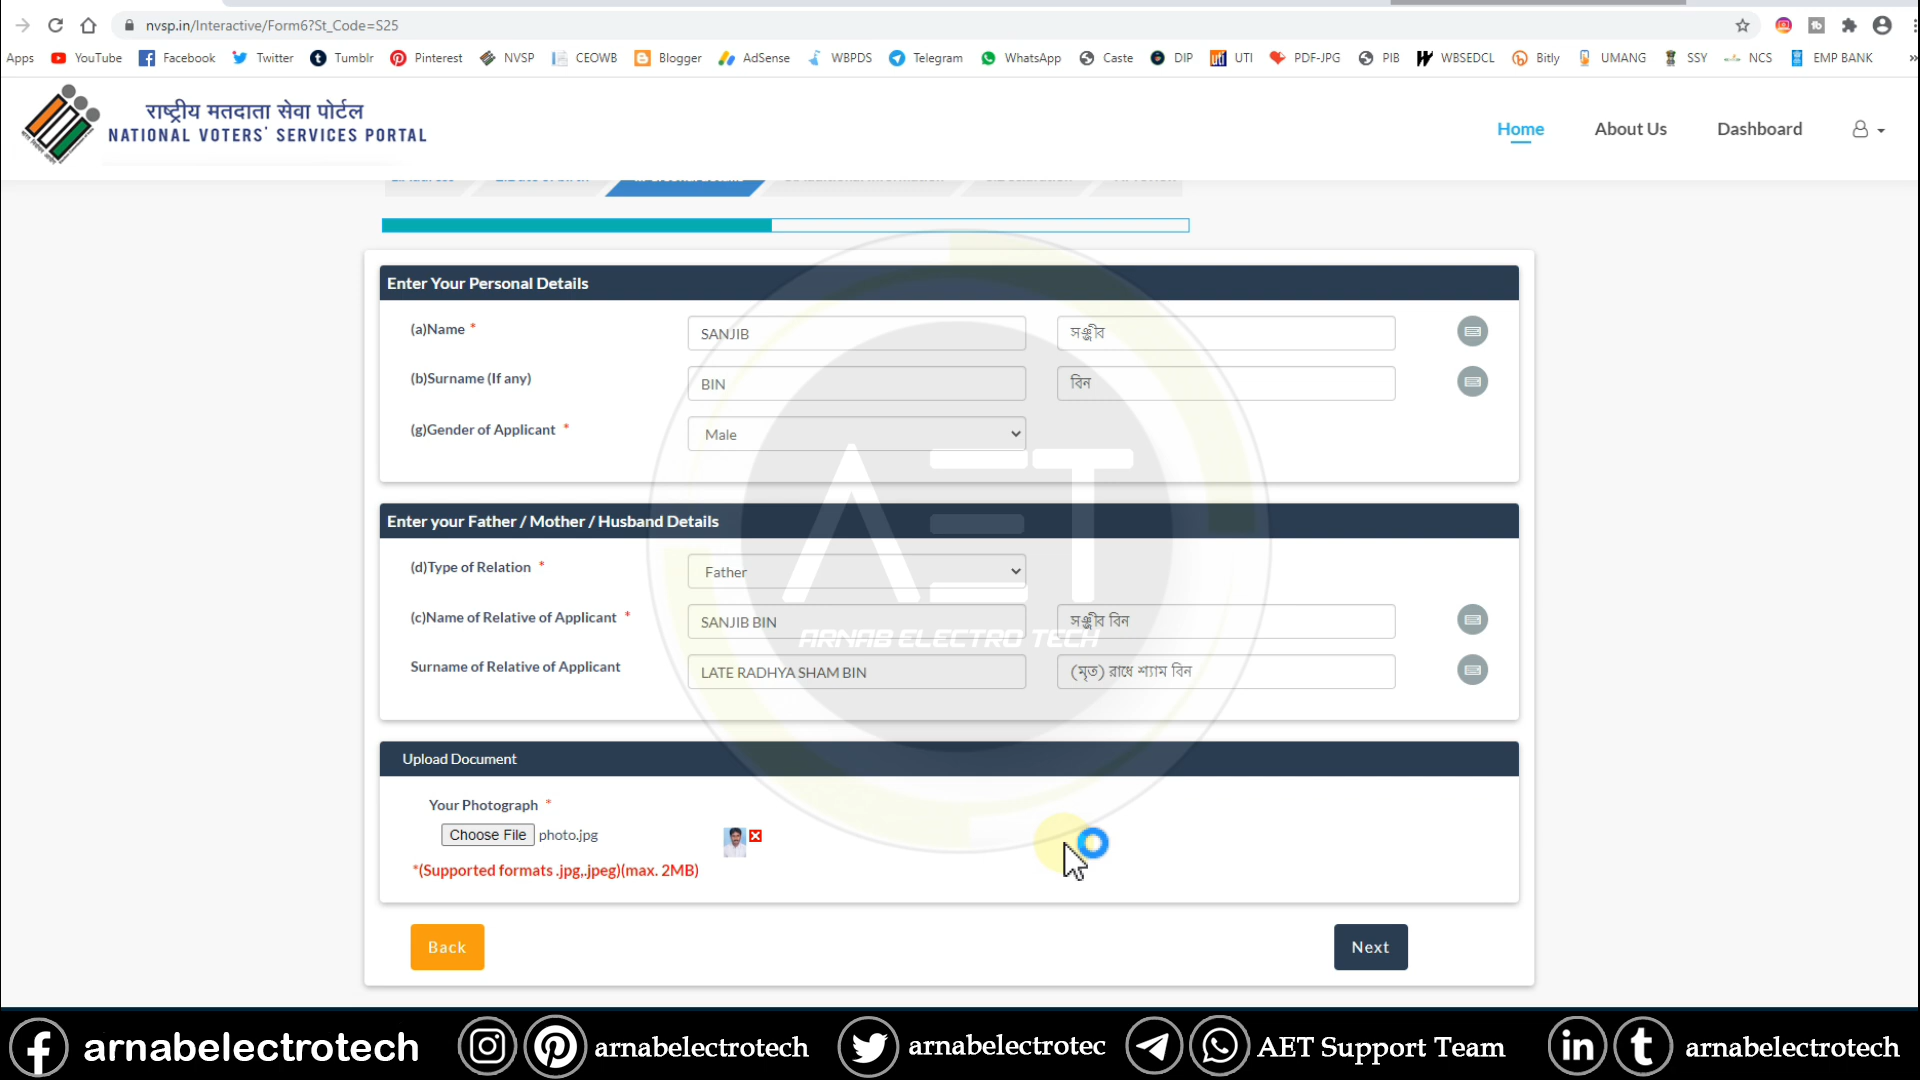 nvsp.in/Interactive/Form6?St_Code=S25
Apps YouTube Facebook Twitter Tumblr Pinterest NVSP CEOWB Blogger AdSense WBPDS Telegram WhatsApp Caste DIP UTI PDF-JPG PIB WBSEDCL Bitly UMANG SSY NCS EMP BANK »
राष्ट्रीय मतदाता सेवा पोर्टल
NATIONAL VOTERS' SERVICES PORTAL
Home About Us Dashboard
Enter Your Personal Details
(a)Name * SANJIB সঞ্জীব
(b)Surname (If any) BIN বিন
(g)Gender of Applicant * Male
Enter your Father / Mother / Husband Details
(d)Type of Relation * Father
(c)Name of Relative of Applicant * SANJIB BIN সঞ্জীব বিন
Surname of Relative of Applicant LATE RADHYA SHAM BIN (মৃত) রাধে শ্যাম বিন
AET
ARNAB ELECTRO TECH
Upload Document
Your Photograph *
Choose File photo.jpg
*(Supported formats .jpg,.jpeg)(max. 2MB)
Back Next
arnabelectrotech arnabelectrotech arnabelectrotec AET Support Team arnabelectrotech